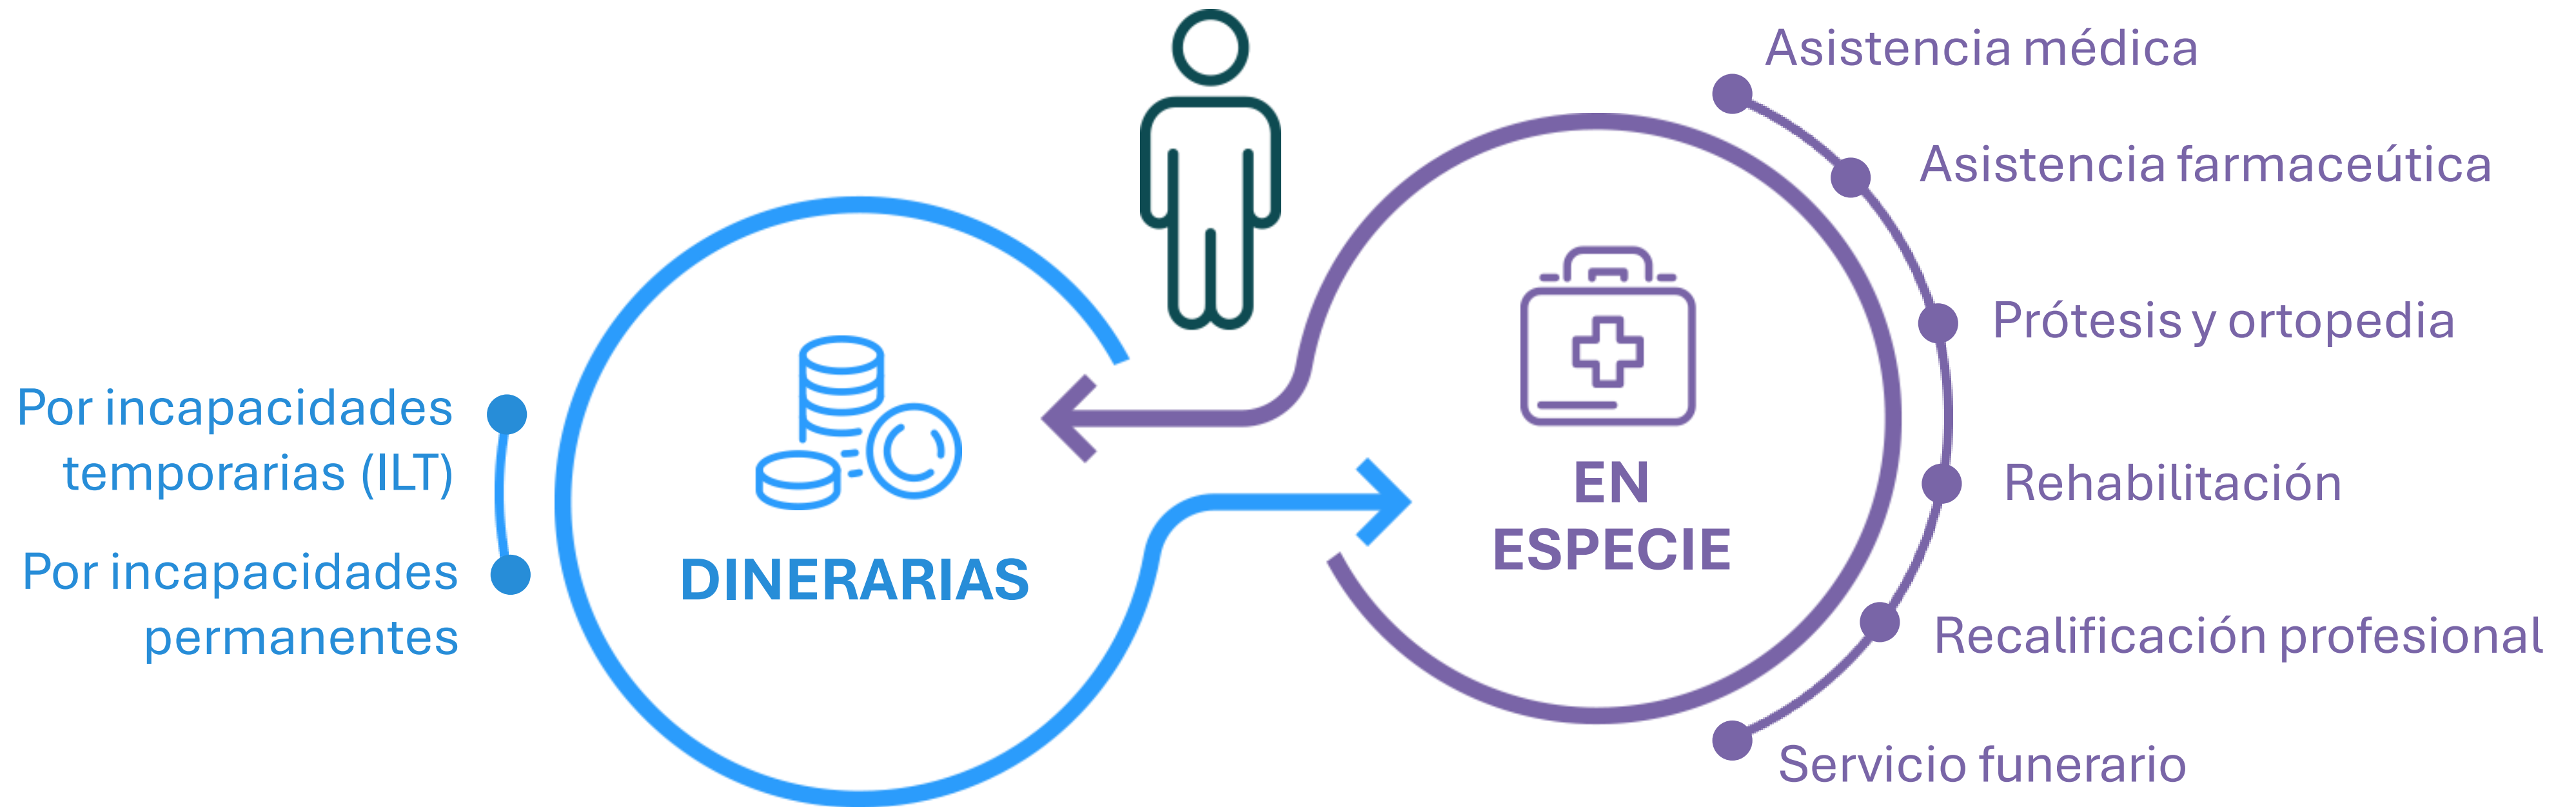 Por incapacidades
temporarias (ILT)
Por incapacidades
permanentes
DINERARIAS
EN
ESPECIE
Asistencia médica
Asistencia farmaceútica
Prótesis y ortopedia
Rehabilitación
Recalificación profesional
Servicio funerario